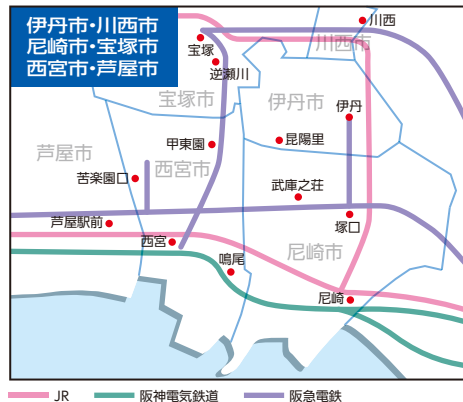 伊丹市・川西市
尼崎市・宝塚市
西宮市・芦屋市
川西
川西市
宝塚
逆瀬川
宝塚市
伊丹市
伊丹
甲東園
昆陽里
芦屋市
西宮市
苦楽園口
武庫之荘
芦屋駅前
塚口
西宮
尼崎市
鳴尾
尼崎
JR
阪神電気鉄道
阪急電鉄